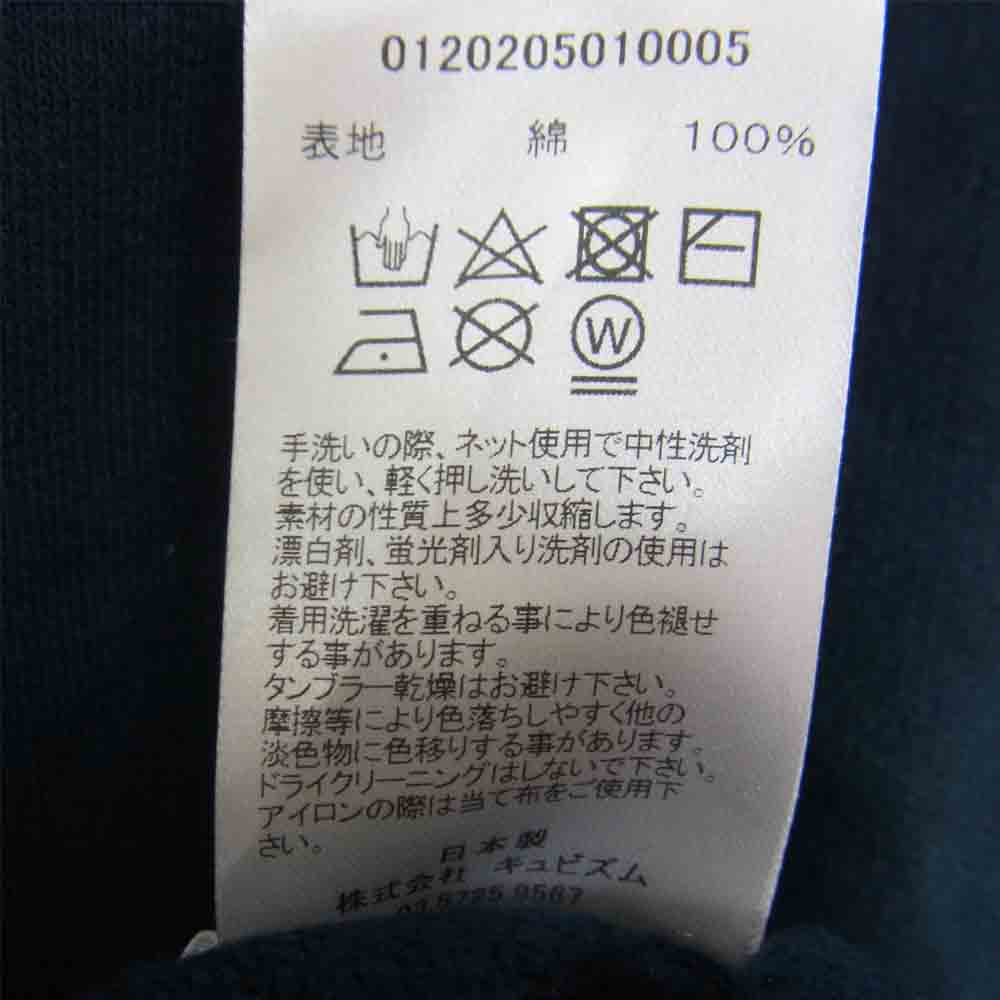 0120205010005
表地 綿 100%
W
手洗いの際、ネット使用で中性洗剤
を使い、軽く押し洗いして下さい。
素材の性質上多少収縮します。
漂白剤、蛍光剤入り洗剤の使用は
お避け下さい。
着用洗濯を重ねる事により色褪せ
する事があります。
タンブラー乾燥はお避け下さい。
摩擦等により色落ちしやすく他の
淡色物に色移りする事があります。
ドライクリーニングはしないで下さい。
アイロンの際は当て布をご使用下
さい。
日本製
株式会社 キュビズム